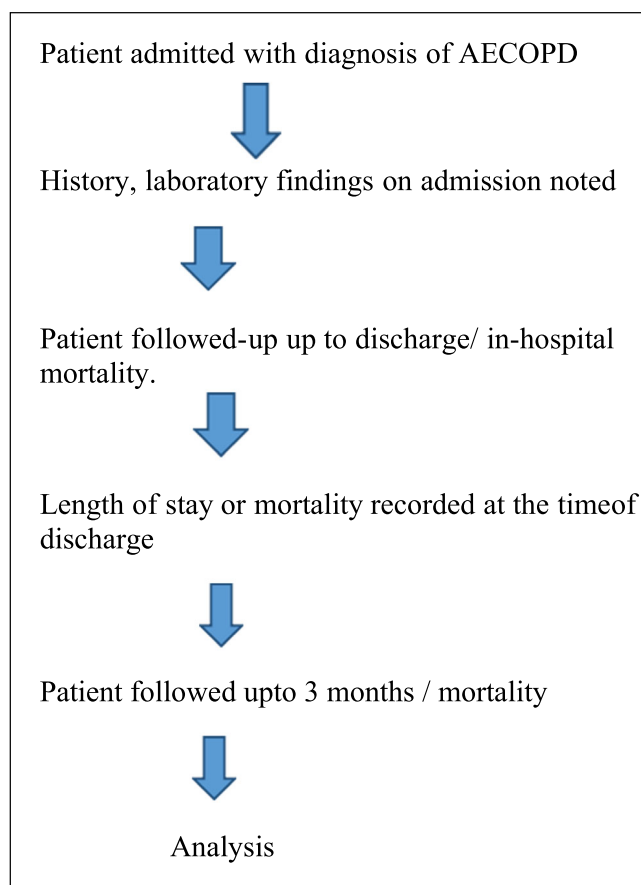 Patient admitted with diagnosis of AECOPD
History, laboratory findings on admission noted
Patient followed-up up to discharge/ in-hospital
mortality.
Length of stay or mortality recorded at the timeof
discharge
Patient followed upto 3 months / mortality
Analysis